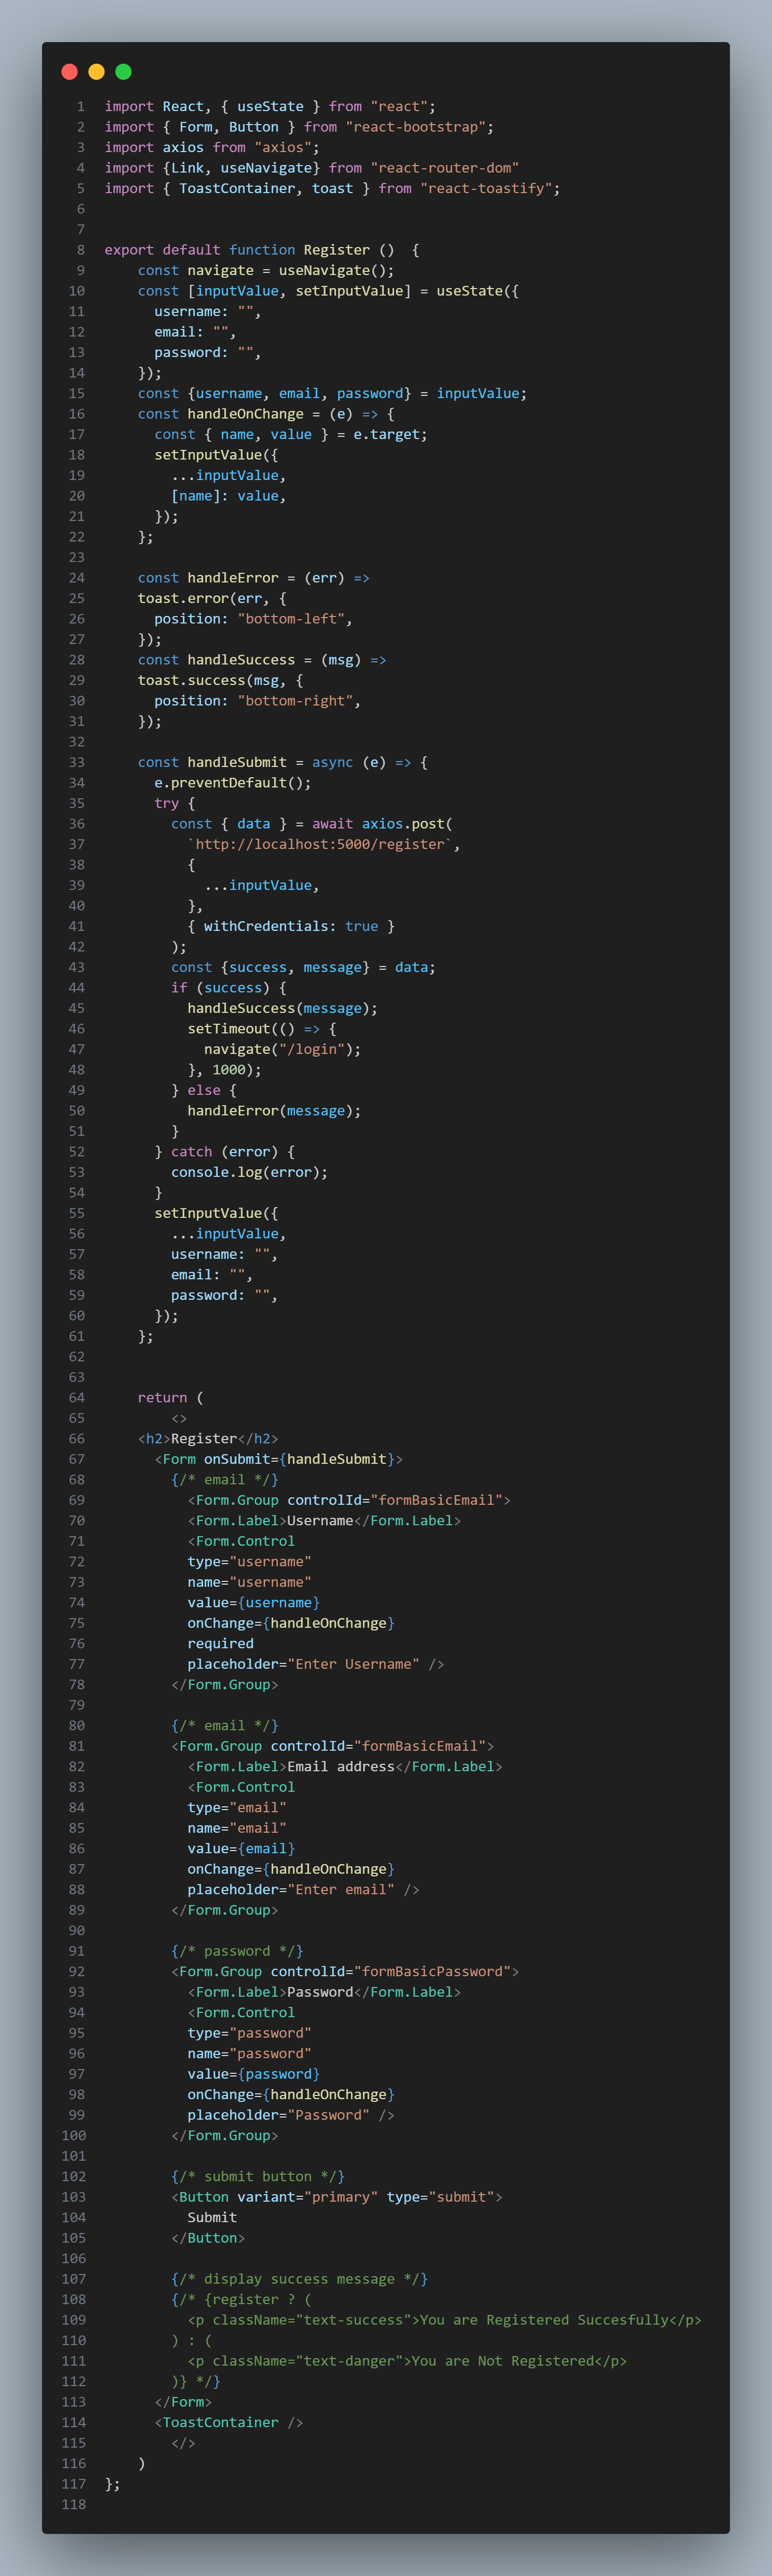 1 import React, { useState } from "react";
2 import { Form, Button } from "react-bootstrap";
3 import axios from "axios";
4 import {Link, useNavigate} from "react-router-dom"
5 import { ToastContainer, toast } from "react-toastify";
6
7
8 export default function Register ()  {
9     const navigate = useNavigate();
10     const [inputValue, setInputValue] = useState({
11       username: "",
12       email: "",
13       password: "",
14     });
15     const {username, email, password} = inputValue;
16     const handleOnChange = (e) => {
17       const { name, value } = e.target;
18       setInputValue({
19         ...inputValue,
20         [name]: value,
21       });
22     };
23
24     const handleError = (err) =>
25     toast.error(err, {
26       position: "bottom-left",
27     });
28     const handleSuccess = (msg) =>
29     toast.success(msg, {
30       position: "bottom-right",
31     });
32
33     const handleSubmit = async (e) => {
34       e.preventDefault();
35       try {
36         const { data } = await axios.post(
37           `http://localhost:5000/register`,
38           {
39             ...inputValue,
40           },
41           { withCredentials: true }
42         );
43         const {success, message} = data;
44         if (success) {
45           handleSuccess(message);
46           setTimeout(() => {
47             navigate("/login");
48           }, 1000);
49         } else {
50           handleError(message);
51         }
52       } catch (error) {
53         console.log(error);
54       }
55       setInputValue({
56         ...inputValue,
57         username: "",
58         email: "",
59         password: "",
60       });
61     };
62
63
64     return (
65         <>
66     <h2>Register</h2>
67       <Form onSubmit={handleSubmit}>
68         {/* email */}
69           <Form.Group controlId="formBasicEmail">
70           <Form.Label>Username</Form.Label>
71           <Form.Control
72           type="username"
73           name="username"
74           value={username}
75           onChange={handleOnChange}
76           required
77           placeholder="Enter Username" />
78         </Form.Group>
79
80         {/* email */}
81         <Form.Group controlId="formBasicEmail">
82           <Form.Label>Email address</Form.Label>
83           <Form.Control
84           type="email"
85           name="email"
86           value={email}
87           onChange={handleOnChange}
88           placeholder="Enter email" />
89         </Form.Group>
90
91         {/* password */}
92         <Form.Group controlId="formBasicPassword">
93           <Form.Label>Password</Form.Label>
94           <Form.Control
95           type="password"
96           name="password"
97           value={password}
98           onChange={handleOnChange}
99           placeholder="Password" />
100         </Form.Group>
101
102         {/* submit button */}
103         <Button variant="primary" type="submit">
104           Submit
105         </Button>
106
107         {/* display success message */}
108         {/* {register ? (
109           <p className="text-success">You are Registered Succesfully</p>
110         ) : (
111           <p className="text-danger">You are Not Registered</p>
112         )} */}
113       </Form>
114       <ToastContainer />
115         </>
116     )
117 };
118